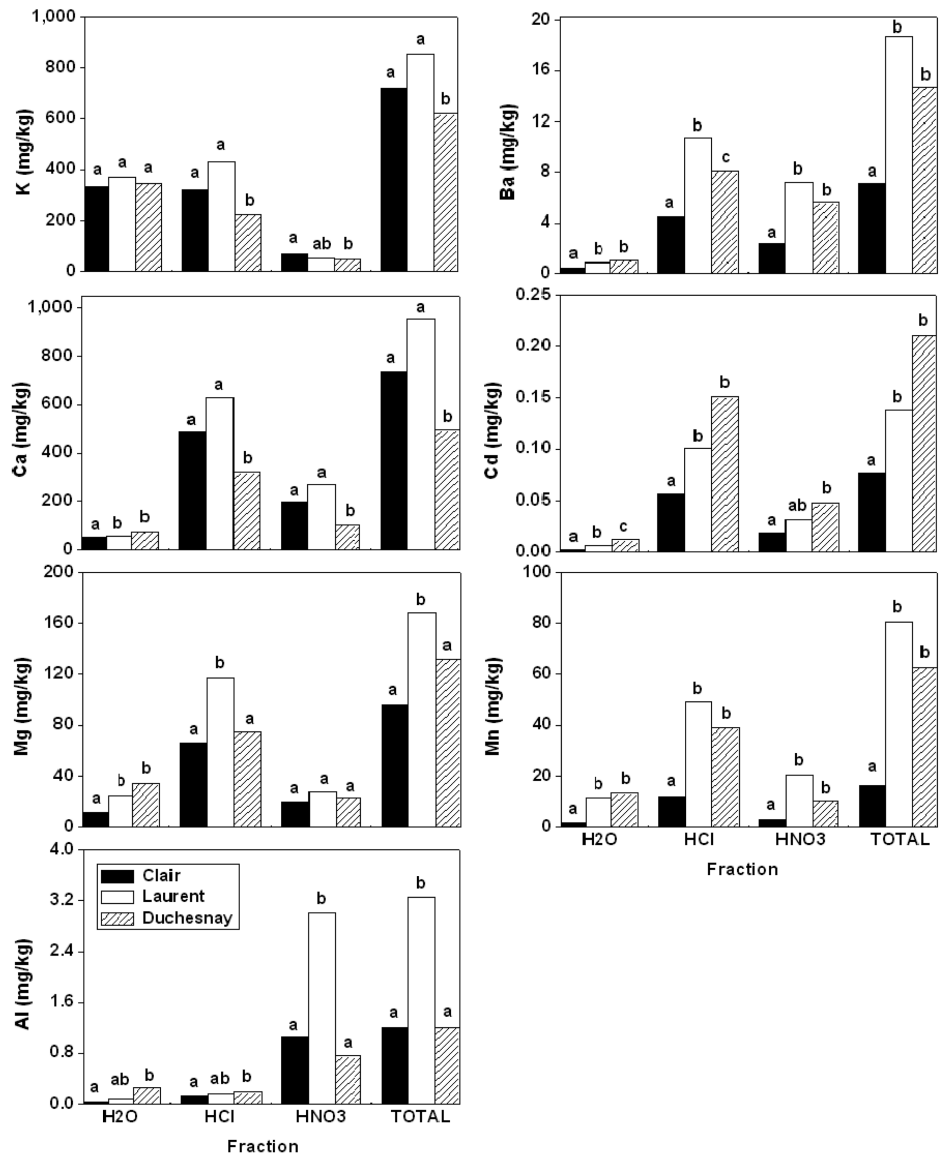 K (mg/kg)
1,000
800
600
400
200
0
a a a
a a b
a ab b
a a b
Ba (mg/kg)
20
16
12
8
4
0
a b b
a b c
a b b
a b b
Ca (mg/kg)
1,000
800
600
400
200
0
a b b
a a b
a a b
a a b
Cd (mg/kg)
0.25
0.20
0.15
0.10
0.05
0.00
a b c
a b b
a ab b
a b b
Mg (mg/kg)
200
160
120
80
40
0
a b b
a b a
a a a
a b a
Mn (mg/kg)
100
80
60
40
20
0
a b b
a b b
a b b
a b b
H2O HCl HNO3 TOTAL
Fraction
Al (mg/kg)
4.0
3.2
2.4
1.6
0.8
0.0
Clair
Laurent
Duchesnay
a ab b
a ab b
a b a
a b a
H2O HCl HNO3 TOTAL
Fraction